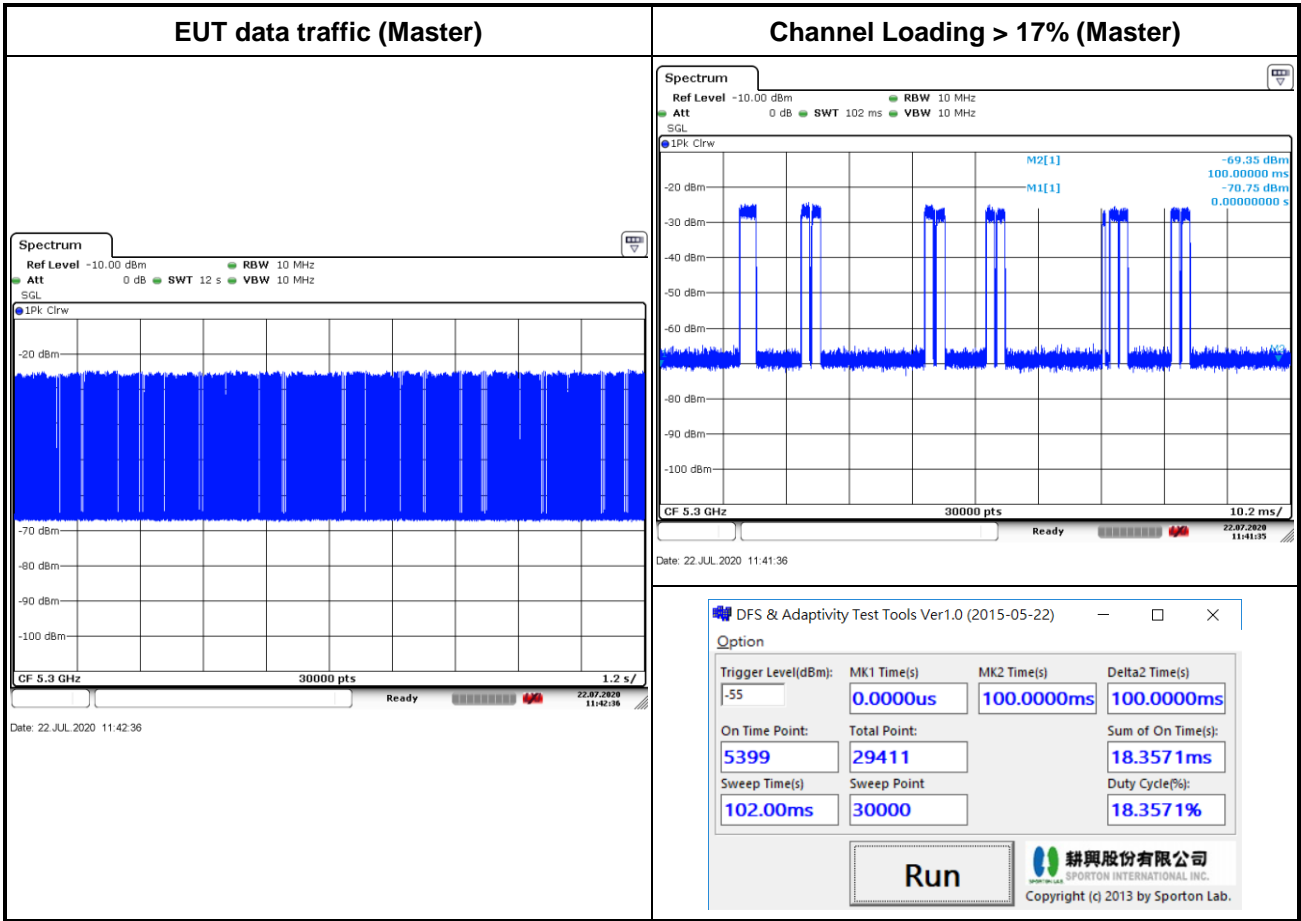 EUT data traffic (Master)
Channel Loading > 17% (Master)
Spectrum
Ref Level -10.00 dBm RBW 10 MHz
Att 0 dB SWT 12 s VBW 10 MHz
SGL
1Pk Clrw
-20 dBm
-70 dBm
-80 dBm
-90 dBm
-100 dBm
CF 5.3 GHz 30000 pts 1.2 s/
Ready 22.07.2020
11:42:36
Date: 22.JUL.2020 11:42:36
Spectrum
Ref Level -10.00 dBm RBW 10 MHz
Att 0 dB SWT 102 ms VBW 10 MHz
SGL
1Pk Clrw
M2[1] -69.35 dBm
100.00000 ms
-20 dBm M1[1] -70.75 dBm
0.00000000 s
-30 dBm
-40 dBm
-50 dBm
-60 dBm
-80 dBm
-90 dBm
-100 dBm
CF 5.3 GHz 30000 pts 10.2 ms/
Ready 22.07.2020
11:41:35
Date: 22.JUL.2020 11:41:36
DFS & Adaptivity Test Tools Ver1.0 (2015-05-22)
Option
Trigger Level(dBm): MK1 Time(s) MK2 Time(s) Delta2 Time(s)
-55 0.0000us 100.0000ms 100.0000ms
On Time Point: Total Point: Sum of On Time(s):
5399 29411 18.3571ms
Sweep Time(s) Sweep Point Duty Cycle(%):
102.00ms 30000 18.3571%
Run
耕興股份有限公司
SPORTON LAB. SPORTON INTERNATIONAL INC.
Copyright (c) 2013 by Sporton Lab.